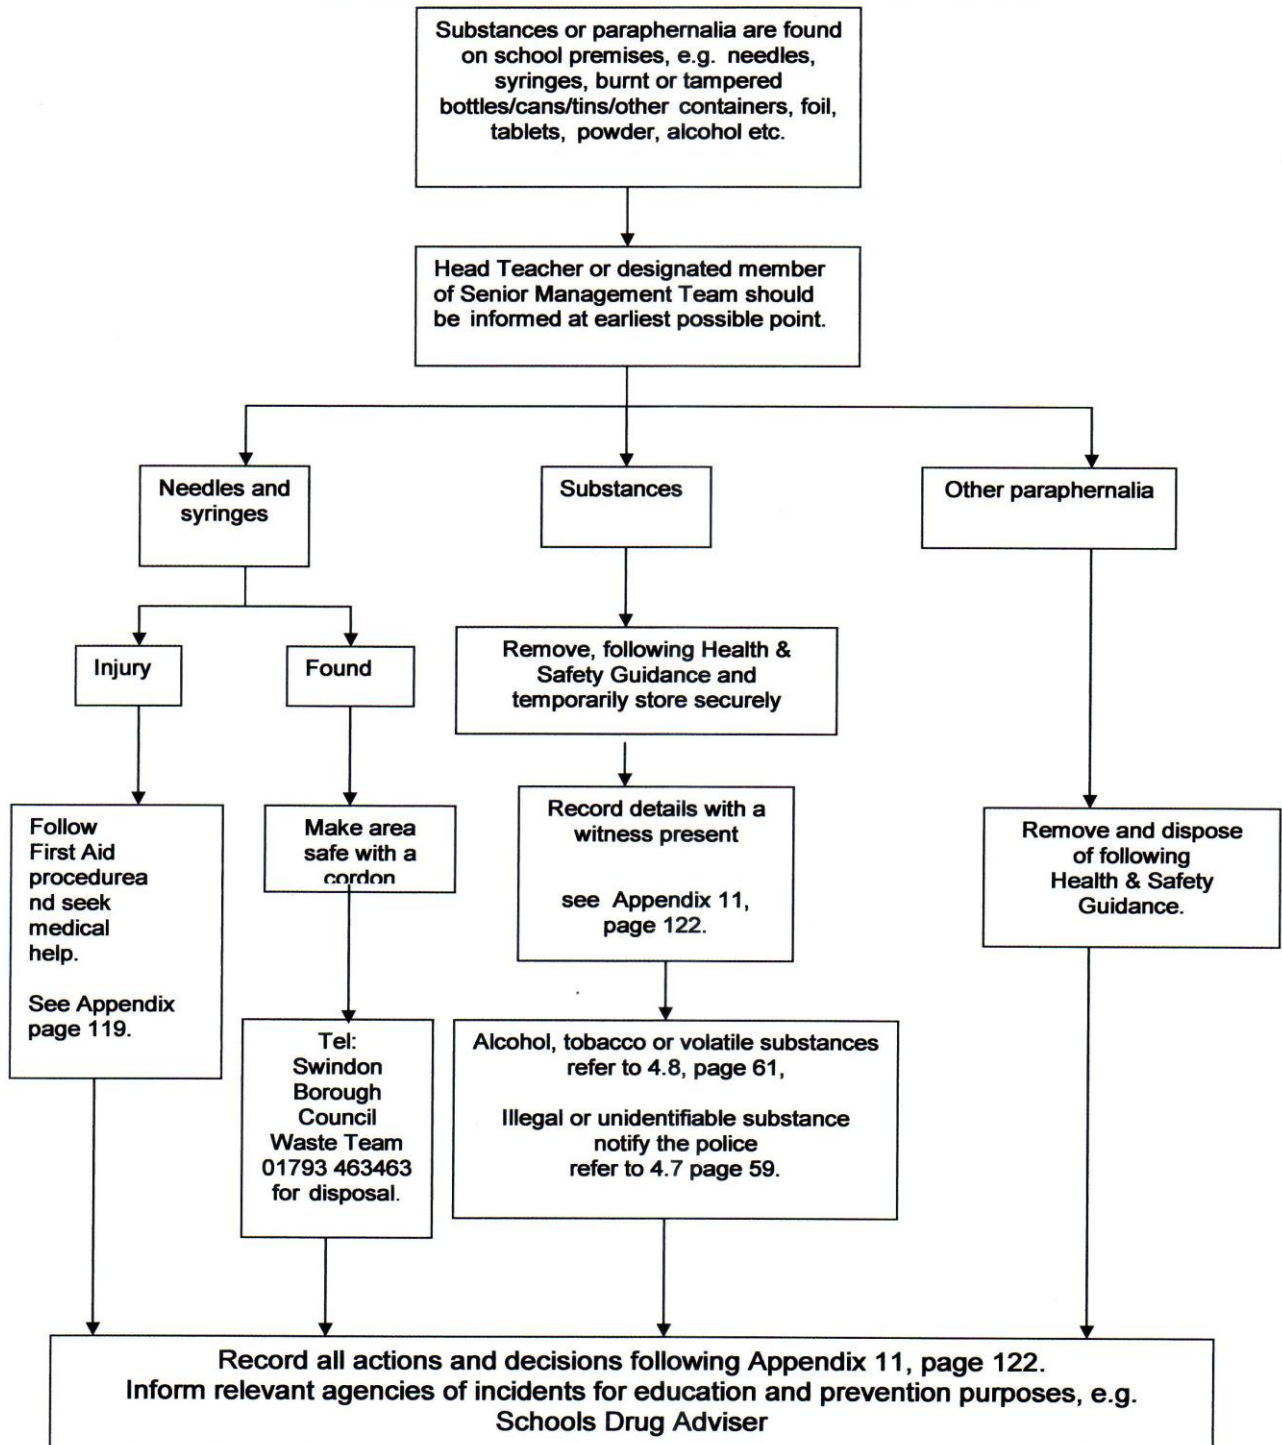 Substances or paraphernalia are found
on school premises, e.g. needles,
syringes, burnt or tampered
bottles/cans/tins/other containers, foil,
tablets, powder, alcohol etc.
Head Teacher or designated member
of Senior Management Team should
be informed at earliest possible point.
Needles and
syringes
Substances
Other paraphernalia
Injury
Found
Remove, following Health &
Safety Guidance and
temporarily store securely
Follow
First Aid
procedurea
nd seek
medical
help.
See Appendix
page 119.
Make area
safe with a
cordon
Record details with a
witness present
see Appendix 11,
page 122.
Remove and dispose
of following
Health & Safety
Guidance.
Tel:
Swindon
Borough
Council
Waste Team
01793 463463
for disposal.
Alcohol, tobacco or volatile substances
refer to 4.8, page 61,
Illegal or unidentifiable substance
notify the police
refer to 4.7 page 59.
Record all actions and decisions following Appendix 11, page 122.
Inform relevant agencies of incidents for education and prevention purposes, e.g.
Schools Drug Adviser